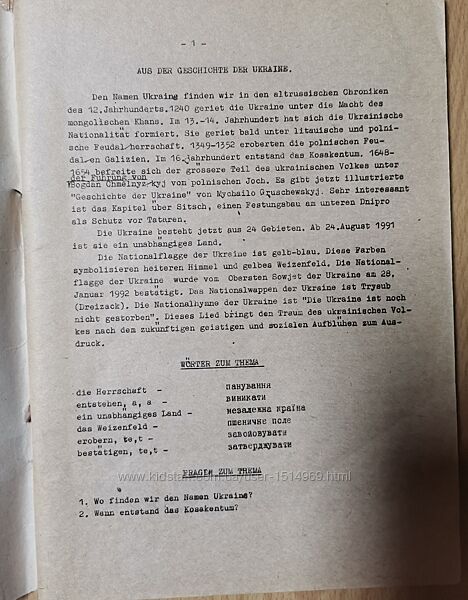 - 1 -
AUS DER GESCHICHTE DER UKRAINE.
Den Namen Ukraine finden wir in den altrussischen Chroniken
des 12.Jahrhunderts.1240 geriet die Ukraine unter die Macht des
mongolischen Khans. Im 13.-14. Jahrhundert hat sich die Ukrainische
Nationalität formiert. Sie geriet bald unter litauische und polni-
sche Feudalherrschaft. 1349-1352 eroberten die polnischen Feu-
dalen Galizien. Im 16.jahrhundert entstand das Kosakentum. 1648-
1654 befreite sich der grossere Teil des ukrainischen Volkes unter
der Führung von
Bogdan Chmelnyzkyj von polnischen Joch. Es gibt jetzt illustrierte
"Geschichte der Ukraine" von Mychailo Gruschewskyj. Sehr interessant
ist das Kapitel über Sitsch, einen Festungsbau am unteren Dnipro
als Schutz vor Tataren.
Die Ukraine besteht jetzt aus 24 Gebieten. Ab 24.August 1991
ist sie ein unabhängiges Land.
Die Nationalflagge der Ukraine ist gelb-blau. Diese Farben
symbolisieren heiteren Himmel und gelbes Weizenfeld. Die National-
flagge der Ukraine wurde vom Obersten Sowjet der Ukraine am 28,
Januar 1992 bestätigt. Das Nationalwappen der Ukraine ist Trysub
(Dreizack). Die Nationalhymne der Ukraine ist "Die Ukraine ist noch
nicht gestorben". Dieses Lied bringt den Traum des ukrainischen Vol-
kes nach dem zukünftigen geistigen und sozialen Aufblühen zum Aus-
druck.
WÖRTER ZUM THEMA
die Herrschaft - панування
entstehen, a, a - виникати
ein unabhängiges Land - незалежна країна
das Weizenfeld - пшеничне поле
erobern, te,t - завойовувати
bestätigen, te,t - затверджувати
www.kidstaff.com.ua/user-1514969.html
FRAGEN ZUM THEMA
1. Wo finden wir den Namen Ukraine?
2. Wann entstand das Kosakentum?